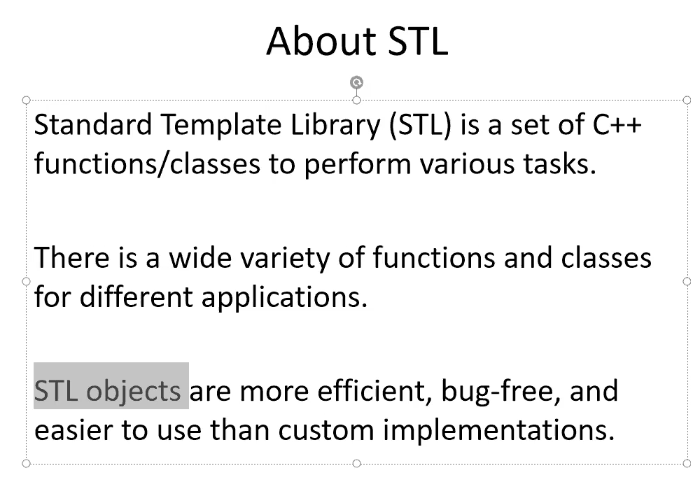 About STL
Standard Template Library (STL) is a set of C++
functions/classes to perform various tasks.
There is a wide variety of functions and classes
for different applications.
STL objects are more efficient, bug-free, and
easier to use than custom implementations.